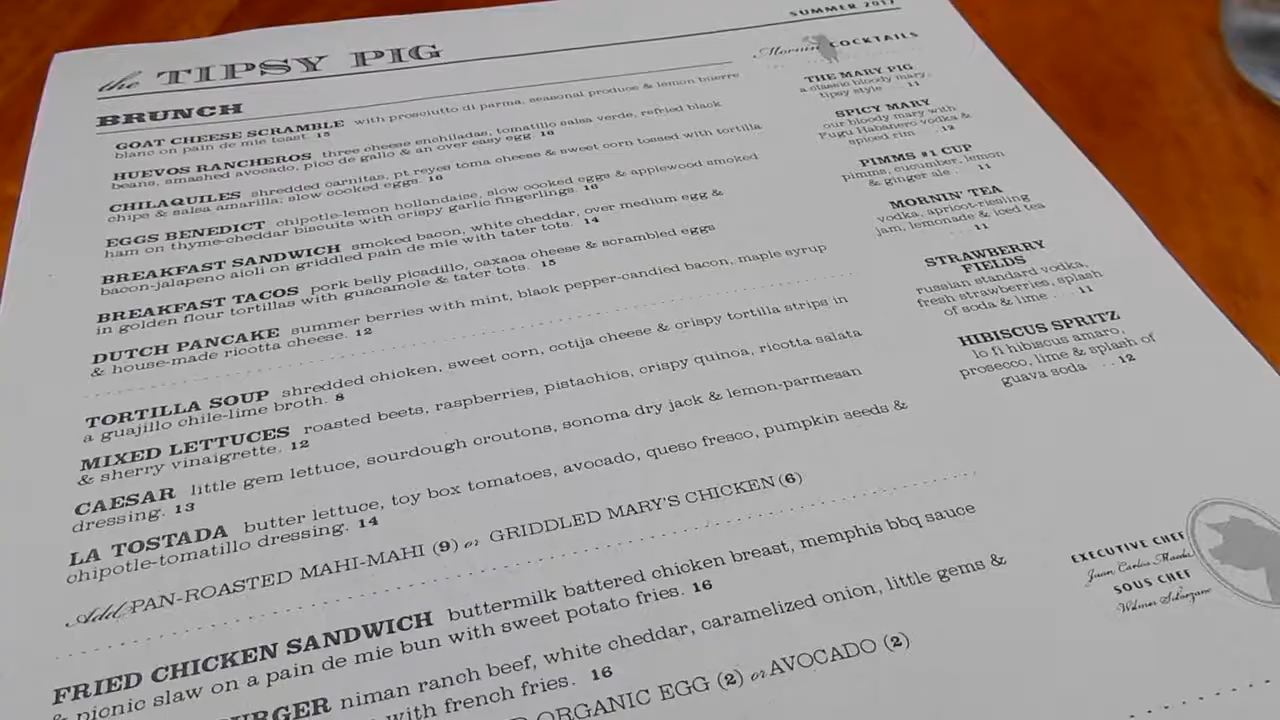 SUMMER 2017
the TIPSY PIG
BRUNCH
GOAT CHEESE SCRAMBLE with prosciutto di parma, seasonal produce & lemon buerre
blanc on pain de mie toast. 15
HUEVOS RANCHEROS three cheese enchiladas, tomatillo salsa verde, refried black
beans, smashed avocado, pico de gallo & an over easy egg 16
CHILAQUILES shredded carnitas, pt reyes toma cheese & sweet corn tossed with tortilla
chips & salsa amarilla; slow cooked eggs. 16
EGGS BENEDICT chipotle-lemon hollandaise, slow cooked eggs & applewood smoked
ham on thyme-cheddar biscuits with crispy garlic fingerlings. 16
BREAKFAST SANDWICH smoked bacon, white cheddar, over medium egg &
bacon-jalapeno aioli on griddled pain de mie with tater tots. 14
BREAKFAST TACOS pork belly picadillo, oaxaca cheese & scrambled eggs
in golden flour tortillas with guacamole & tater tots. 15
DUTCH PANCAKE summer berries with mint, black pepper-candied bacon, maple syrup
& house-made ricotta cheese. 12
TORTILLA SOUP shredded chicken, sweet corn, cotija cheese & crispy tortilla strips in
a guajillo chile-lime broth. 8
MIXED LETTUCES roasted beets, raspberries, pistachios, crispy quinoa, ricotta salata
& sherry vinaigrette. 12
CAESAR little gem lettuce, sourdough croutons, sonoma dry jack & lemon-parmesan
dressing. 13
LA TOSTADA butter lettuce, toy box tomatoes, avocado, queso fresco, pumpkin seeds &
chipotle-tomatillo dressing. 14
Add PAN-ROASTED MAHI-MAHI (9) or GRIDDLED MARY'S CHICKEN (6)
FRIED CHICKEN SANDWICH buttermilk battered chicken breast, memphis bbq sauce
& picnic slaw on a pain de mie bun with sweet potato fries. 16
BURGER niman ranch beef, white cheddar, caramelized onion, little gems &
with french fries. 16
ORGANIC EGG (2) or AVOCADO (2)
Mornin' COCKTAILS
THE MARY PIG
a classic bloody mary,
tipsy style . . 11
SPICY MARY
our bloody mary with
Fugu Habanero vodka &
spiced rim . . 12
PIMMS #1 CUP
pimms, cucumber, lemon
& ginger ale . . 11
MORNIN' TEA
vodka, apricot-riesling
jam, lemonade & iced tea
. . 11
STRAWBERRY
FIELDS
russian standard vodka,
fresh strawberries, splash
of soda & lime . . 11
HIBISCUS SPRITZ
lo fi hibiscus amaro,
prosecco, lime & splash of
guava soda . . 12
EXECUTIVE CHEF
Juan Carlos
SOUS CHEF
Wilmer